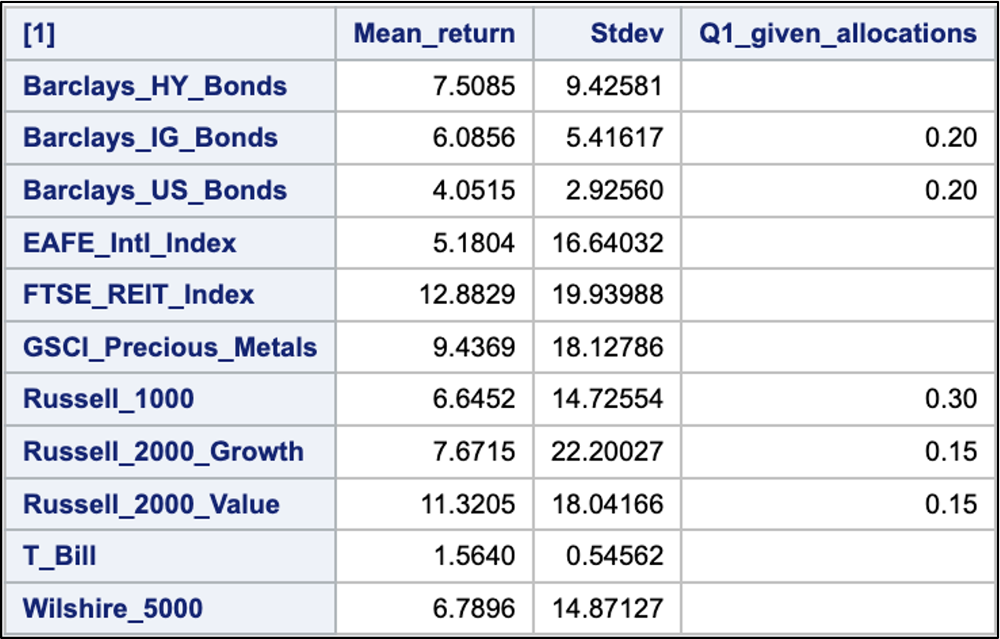 [1] Mean_return Stdev Q1_given_allocations
Barclays_HY_Bonds 7.5085 9.42581
Barclays_IG_Bonds 6.0856 5.41617 0.20
Barclays_US_Bonds 4.0515 2.92560 0.20
EAFE_Intl_Index 5.1804 16.64032
FTSE_REIT_Index 12.8829 19.93988
GSCI_Precious_Metals 9.4369 18.12786
Russell_1000 6.6452 14.72554 0.30
Russell_2000_Growth 7.6715 22.20027 0.15
Russell_2000_Value 11.3205 18.04166 0.15
T_Bill 1.5640 0.54562
Wilshire_5000 6.7896 14.87127